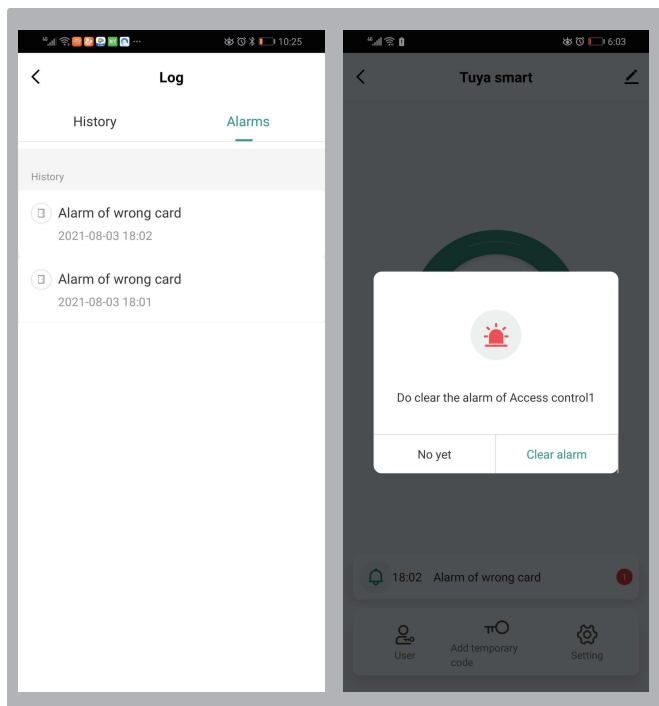 10:25
Log
History
Alarms
History
Alarm of wrong card
2021-08-03 18:02
Alarm of wrong card
2021-08-03 18:01
6:03
Tuya smart
Do clear the alarm of Access control1
No yet
Clear alarm
18:02 Alarm of wrong card
1
User
Add temporary
code
Setting